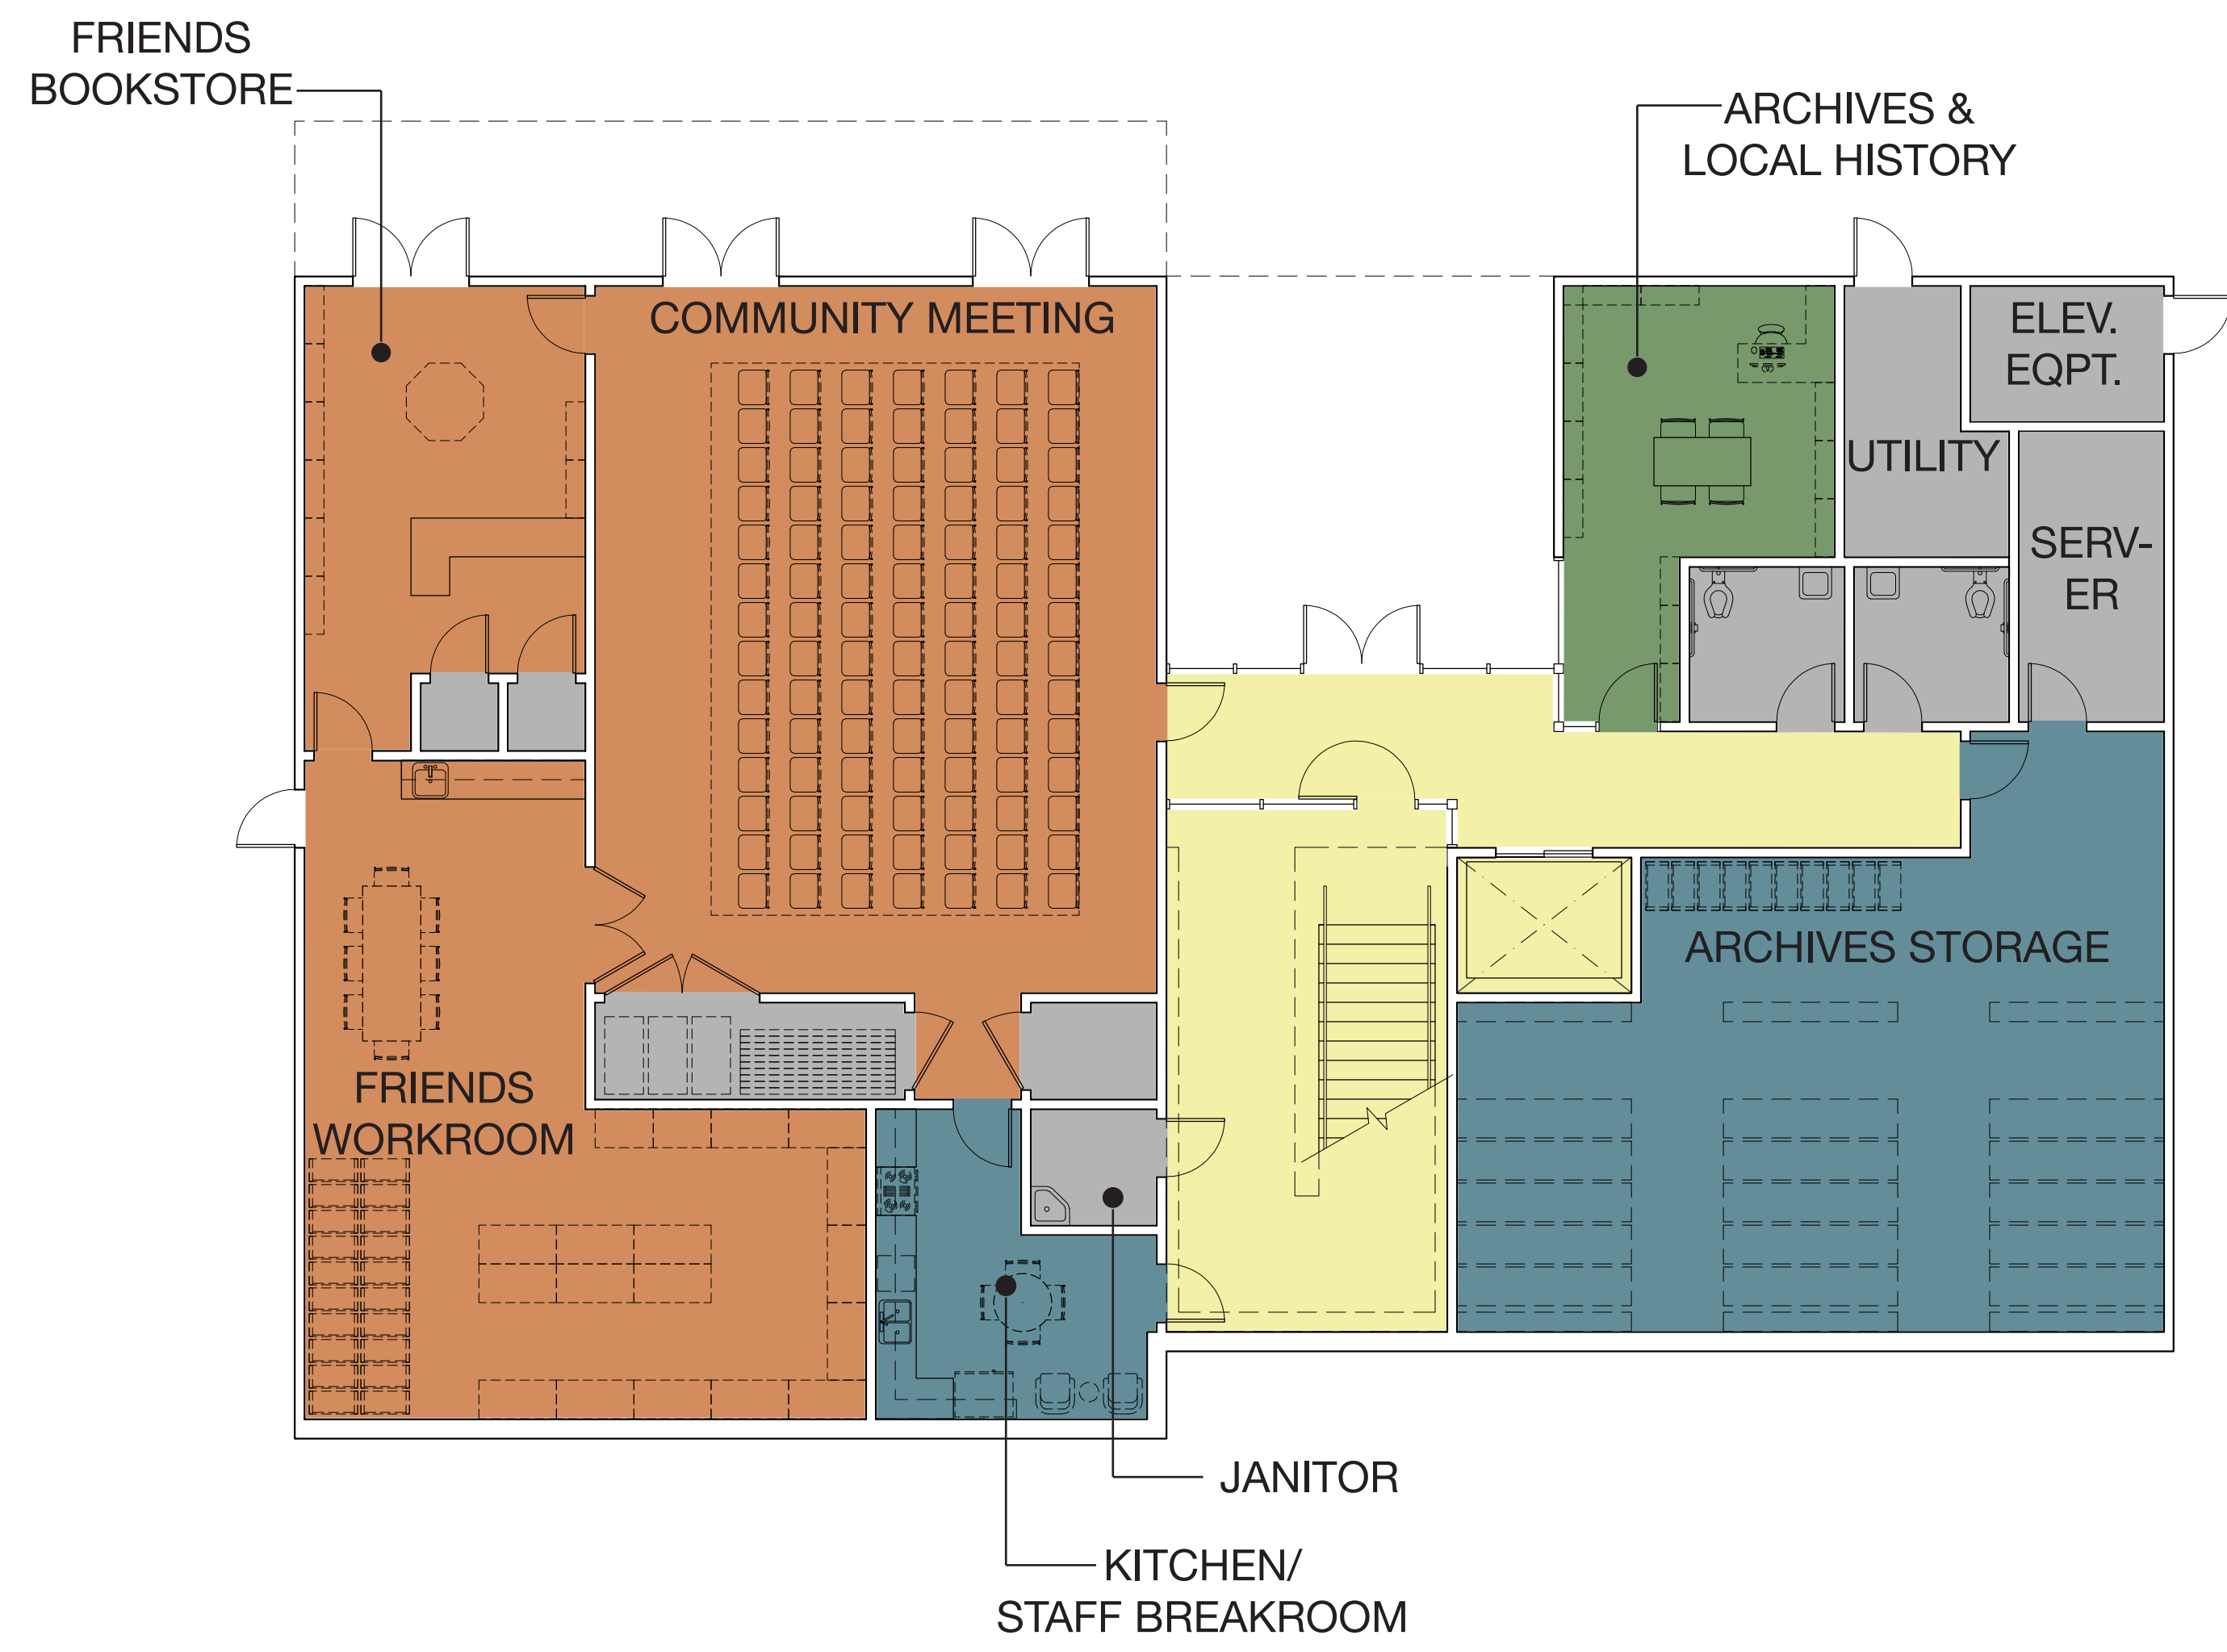 FRIENDS
BOOKSTORE
ARCHIVES &
LOCAL HISTORY
COMMUNITY MEETING
ELEV.
EQPT.
UTILITY
SERV-
ER
ARCHIVES STORAGE
FRIENDS
WORKROOM
JANITOR
KITCHEN/
STAFF BREAKROOM